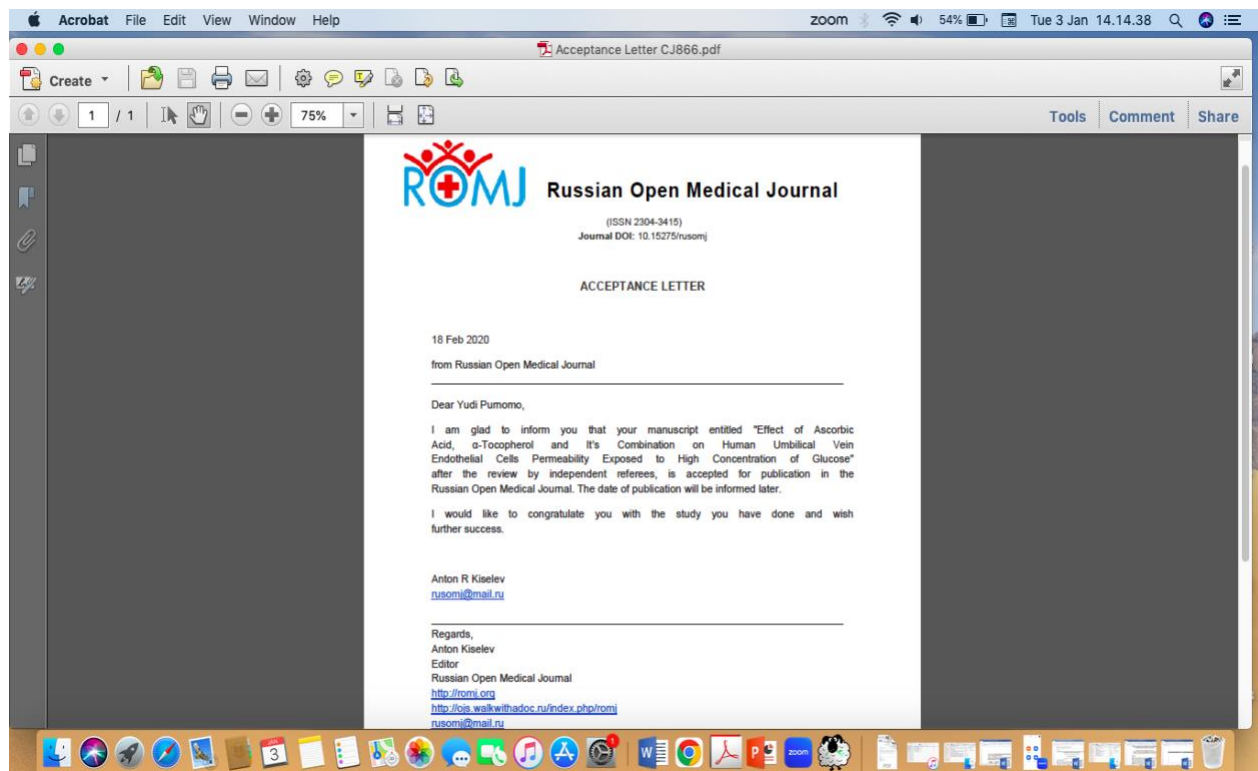 Acrobat File Edit View Window Help zoom 54% Tue 3 Jan 14.14.38
Acceptance Letter CJ866.pdf
Create
1 / 1 75% Tools Comment Share
ROMJ
Russian Open Medical Journal
(ISSN 2304-3415)
Journal DOI: 10.15275/rusomj
ACCEPTANCE LETTER
18 Feb 2020
from Russian Open Medical Journal
Dear Yudi Purnomo,
I am glad to inform you that your manuscript entitled "Effect of Ascorbic
Acid, α-Tocopherol and It's Combination on Human Umbilical Vein
Endothelial Cells Permeability Exposed to High Concentration of Glucose"
after the review by independent referees, is accepted for publication in the
Russian Open Medical Journal. The date of publication will be informed later.
I would like to congratulate you with the study you have done and wish
further success.
Anton R Kiselev
rusomj@mail.ru
Regards,
Anton Kiselev
Editor
Russian Open Medical Journal
http://romj.org
http://ojs.walkwithadoc.ru/index.php/romj
rusomj@mail.ru
JAN
3
1
W
P
zoom